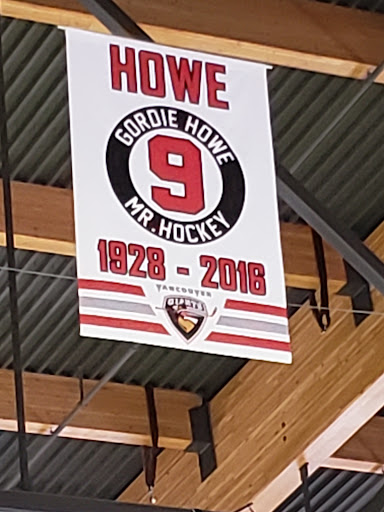 HOWE
GORDIE HOWE
9
MR. HOCKEY
1928 - 2016
VANCOUVER
GIANTS